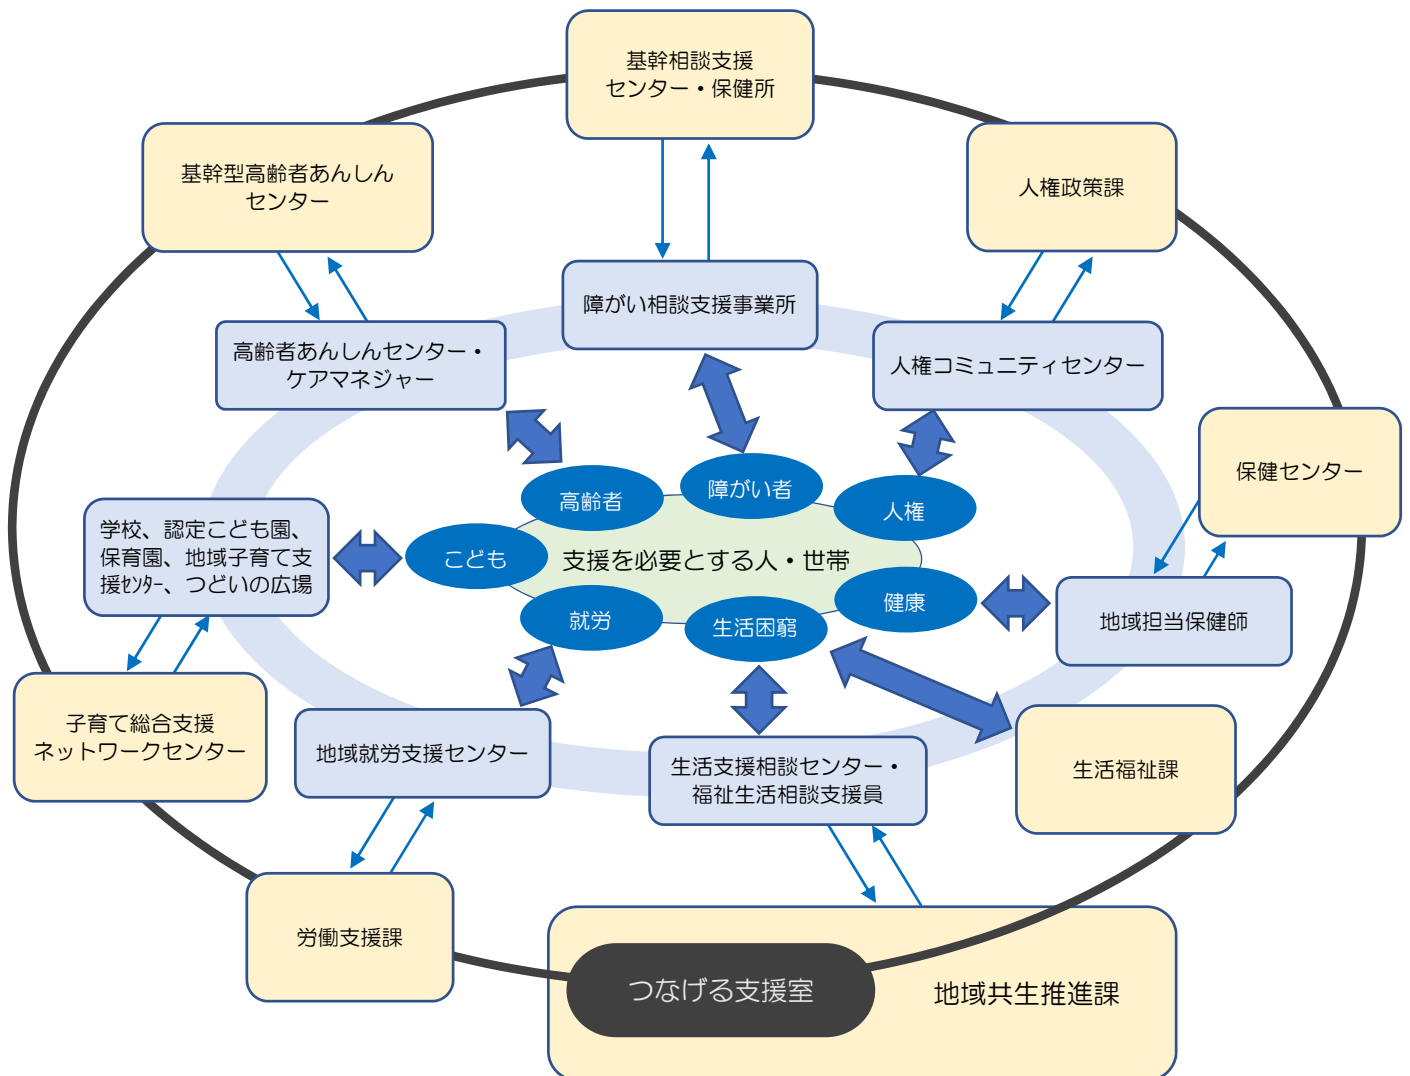 基幹相談支援
センター・保健所
基幹型高齢者あんしん
センター
人権政策課
障がい相談支援事業所
高齢者あんしんセンター・
ケアマネジャー
人権コミュニティセンター
保健センター
高齢者
障がい者
人権
学校、認定こども園、
保育園、地域子育て支
援ｾﾝﾀｰ、つどいの広場
こども
支援を必要とする人・世帯
就労
生活困窮
健康
地域担当保健師
子育て総合支援
ネットワークセンター
地域就労支援センター
生活支援相談センター・
福祉生活相談支援員
生活福祉課
労働支援課
つなげる支援室
地域共生推進課